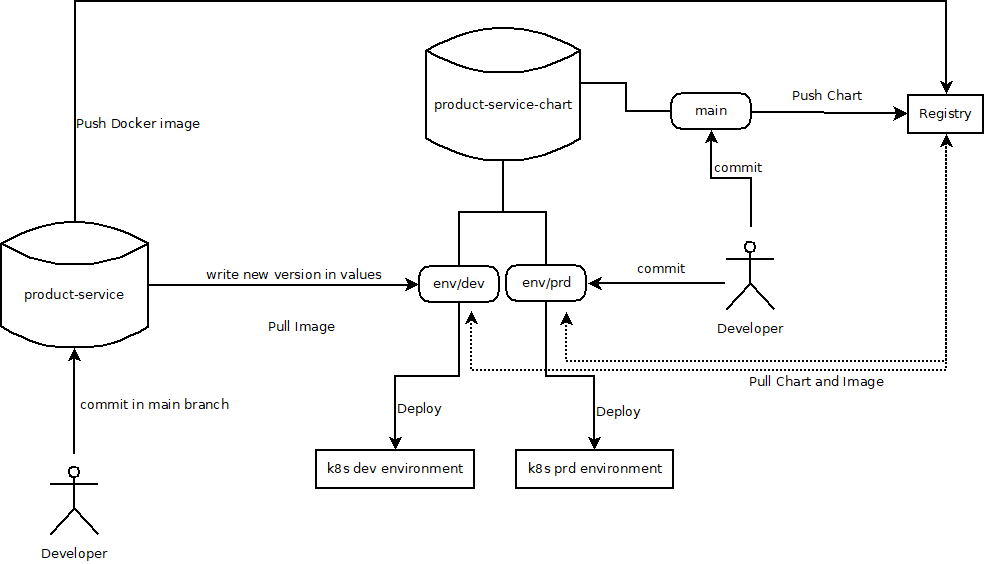 product-service-chart
main
Push Chart
Registry
Push Docker image
commit
product-service
write new version in values
env/dev
env/prd
commit
Pull Image
Developer
Pull Chart and Image
commit in main branch
Deploy
Deploy
k8s dev environment
k8s prd environment
Developer